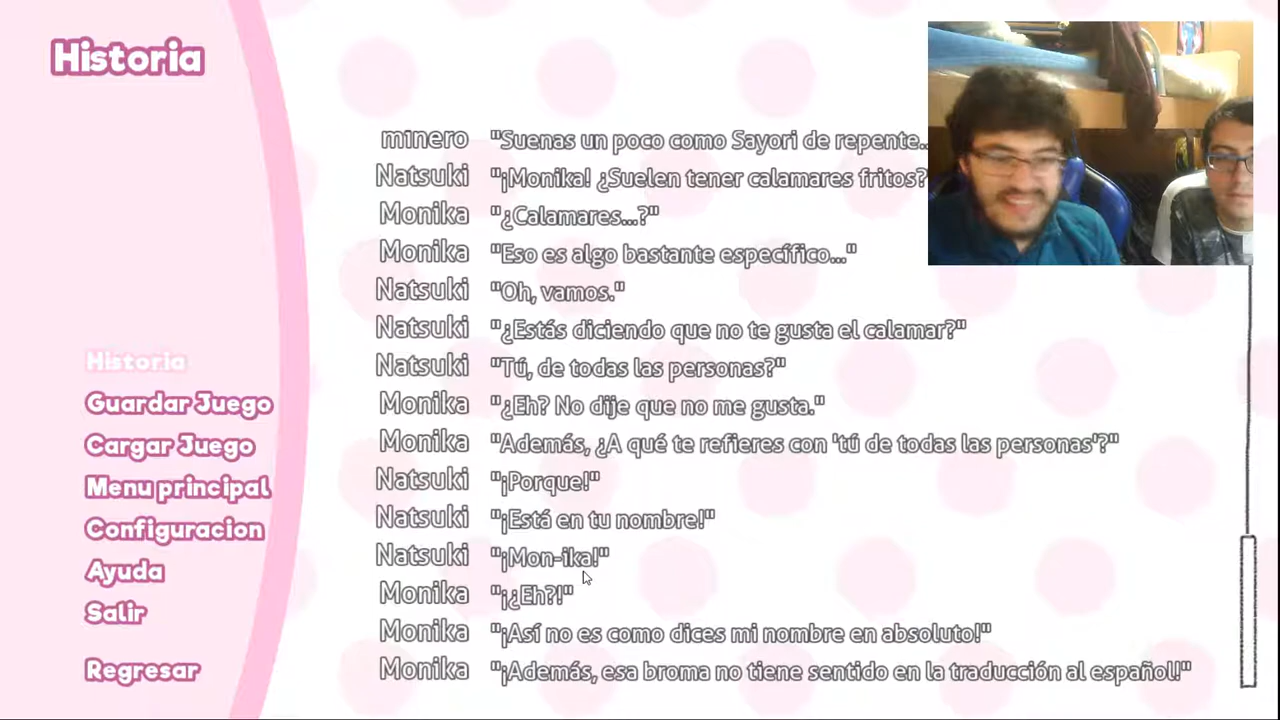 Historia
m1nero "Suenas un poco como Sayori de repente..
Natsuki "¡Monika! ¿Suelen tener calamares fritos?
Monika "¿Calamares...?"
Monika "Eso es algo bastante específico..."
Natsuki "Oh, vamos."
Natsuki "¿Estás diciendo que no te gusta el calamar?"
Historia
Natsuki "Tú, de todas las personas?"
Guardar Juego
Monika "¿Eh? No dije que no me gusta."
Cargar Juego
Monika "Además, ¿A qué te refieres con 'tú de todas las personas'?"
Menu principal
Natsuki "¡Porque!"
Configuracion
Natsuki "¡Está en tu nombre!"
Ayuda
Natsuki "¡Mon-ika!"
Salir
Monika "¡¿Eh?!"
Monika "¡Así no es como dices mi nombre en absoluto!"
Regresar
Monika "¡Además, esa broma no tiene sentido en la traducción al español!"